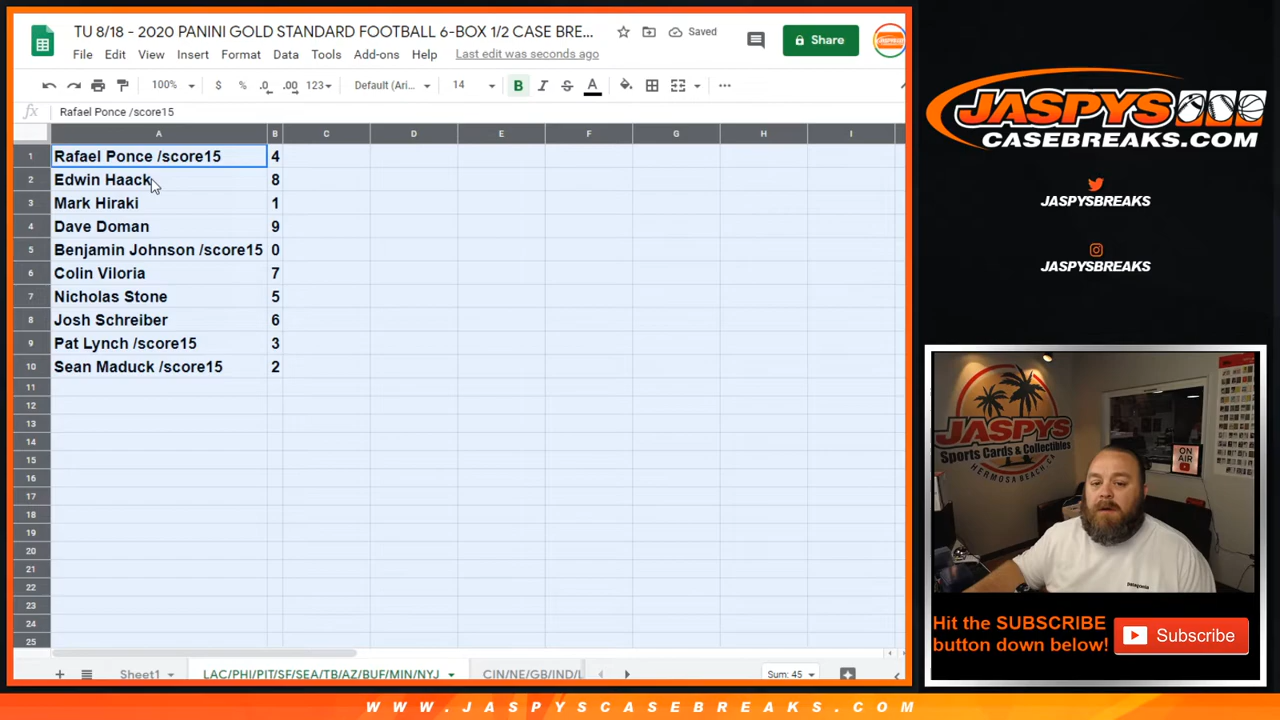 TU 8/18 - 2020 PANINI GOLD STANDARD FOOTBALL 6-BOX 1/2 CASE BRE...
Saved
Share
File Edit View Insert Format Data Tools Add-ons Help Last edit was seconds ago
100% $ % .0 .00 123 Default (Ari... 14 B I A ...
fx Rafael Ponce /score15
A B C D E F G H I
1 Rafael Ponce /score15 4
2 Edwin Haack 8
3 Mark Hiraki 1
4 Dave Doman 9
5 Benjamin Johnson /score15 0
6 Colin Viloria 7
7 Nicholas Stone 5
8 Josh Schreiber 6
9 Pat Lynch /score15 3
10 Sean Maduck /score15 2
11
12
13
14
15
16
17
18
19
20
21
22
23
24
25
+ Sheet1 LAC/PHI/PIT/SF/SEA/TB/AZ/BUF/MIN/NYJ CIN/NE/GB/IND/L Sum: 45
JASPYS
CASEBREAKS.COM
JASPYSBREAKS
JASPYSBREAKS
JASPYS
Sports Cards & Collectibles
HERMOSA BEACH, CA
ON
AIR
patagonia
Hit the SUBSCRIBE
button down below!
Subscribe
WWW.JASPYSCASEBREAKS.COM